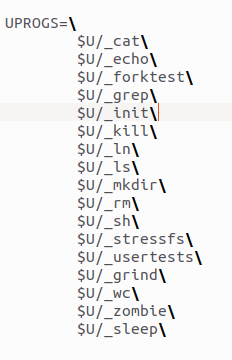 UPROGS=\
$U/_cat\
$U/_echo\
$U/_forktest\
$U/_grep\
$U/_init\
$U/_kill\
$U/_ln\
$U/_ls\
$U/_mkdir\
$U/_rm\
$U/_sh\
$U/_stressfs\
$U/_usertests\
$U/_grind\
$U/_wc\
$U/_zombie\
$U/_sleep\